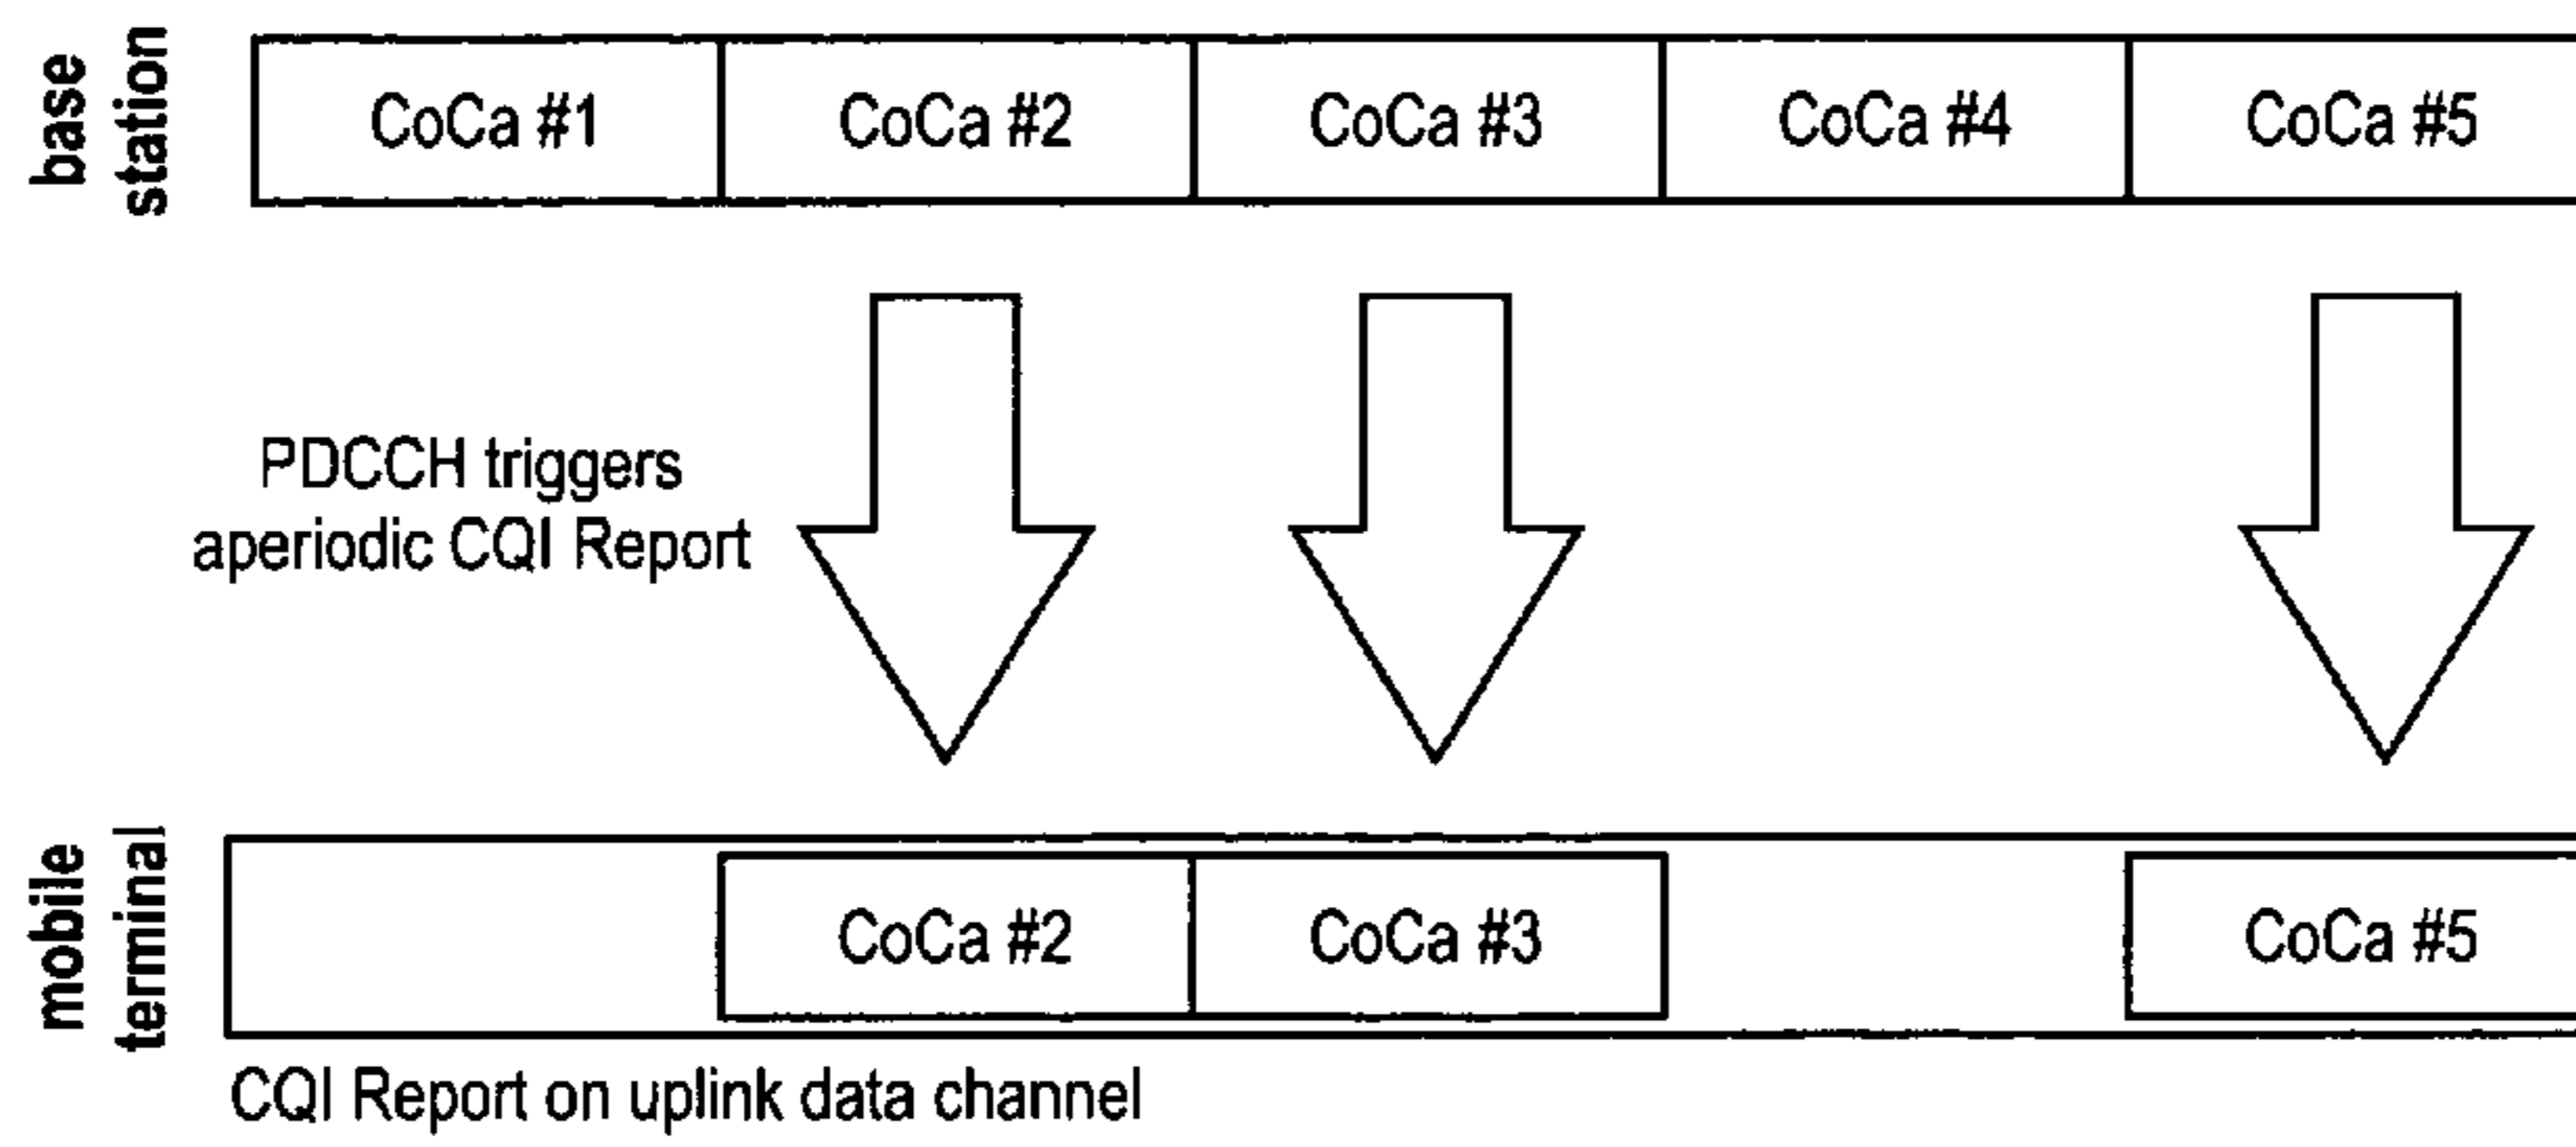 base
station
CoCa #1
CoCa #2
CoCa #3
CoCa #4
CoCa #5
PDCCH triggers
aperiodic CQI Report
mobile
terminal
CoCa #2
CoCa #3
CoCa #5
CQI Report on uplink data channel